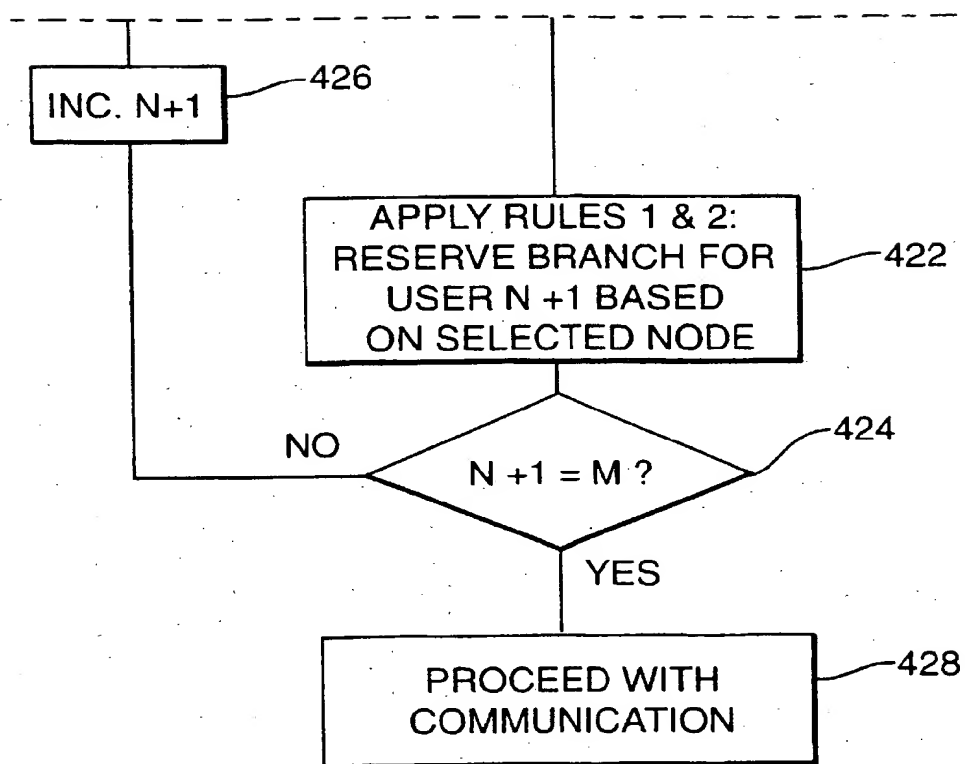 INC. N+1
426
APPLY RULES 1 & 2:
RESERVE BRANCH FOR
USER N +1 BASED
ON SELECTED NODE
422
NO
N +1 = M ?
424
YES
PROCEED WITH
COMMUNICATION
428